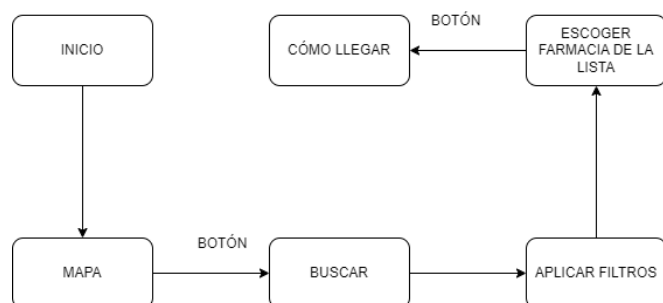 INICIO
CÓMO LLEGAR
BOTÓN
ESCOGER
FARMACIA DE LA
LISTA
MAPA
BOTÓN
BUSCAR
APLICAR FILTROS